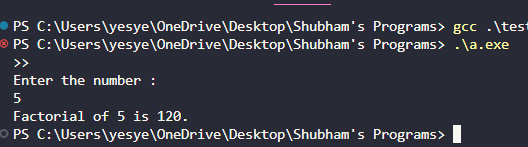 PS C:\Users\yesye\OneDrive\Desktop\Shubham's Programs> gcc .\test
PS C:\Users\yesye\OneDrive\Desktop\Shubham's Programs> .\a.exe
>>
Enter the number :
5
Factorial of 5 is 120.
PS C:\Users\yesye\OneDrive\Desktop\Shubham's Programs>